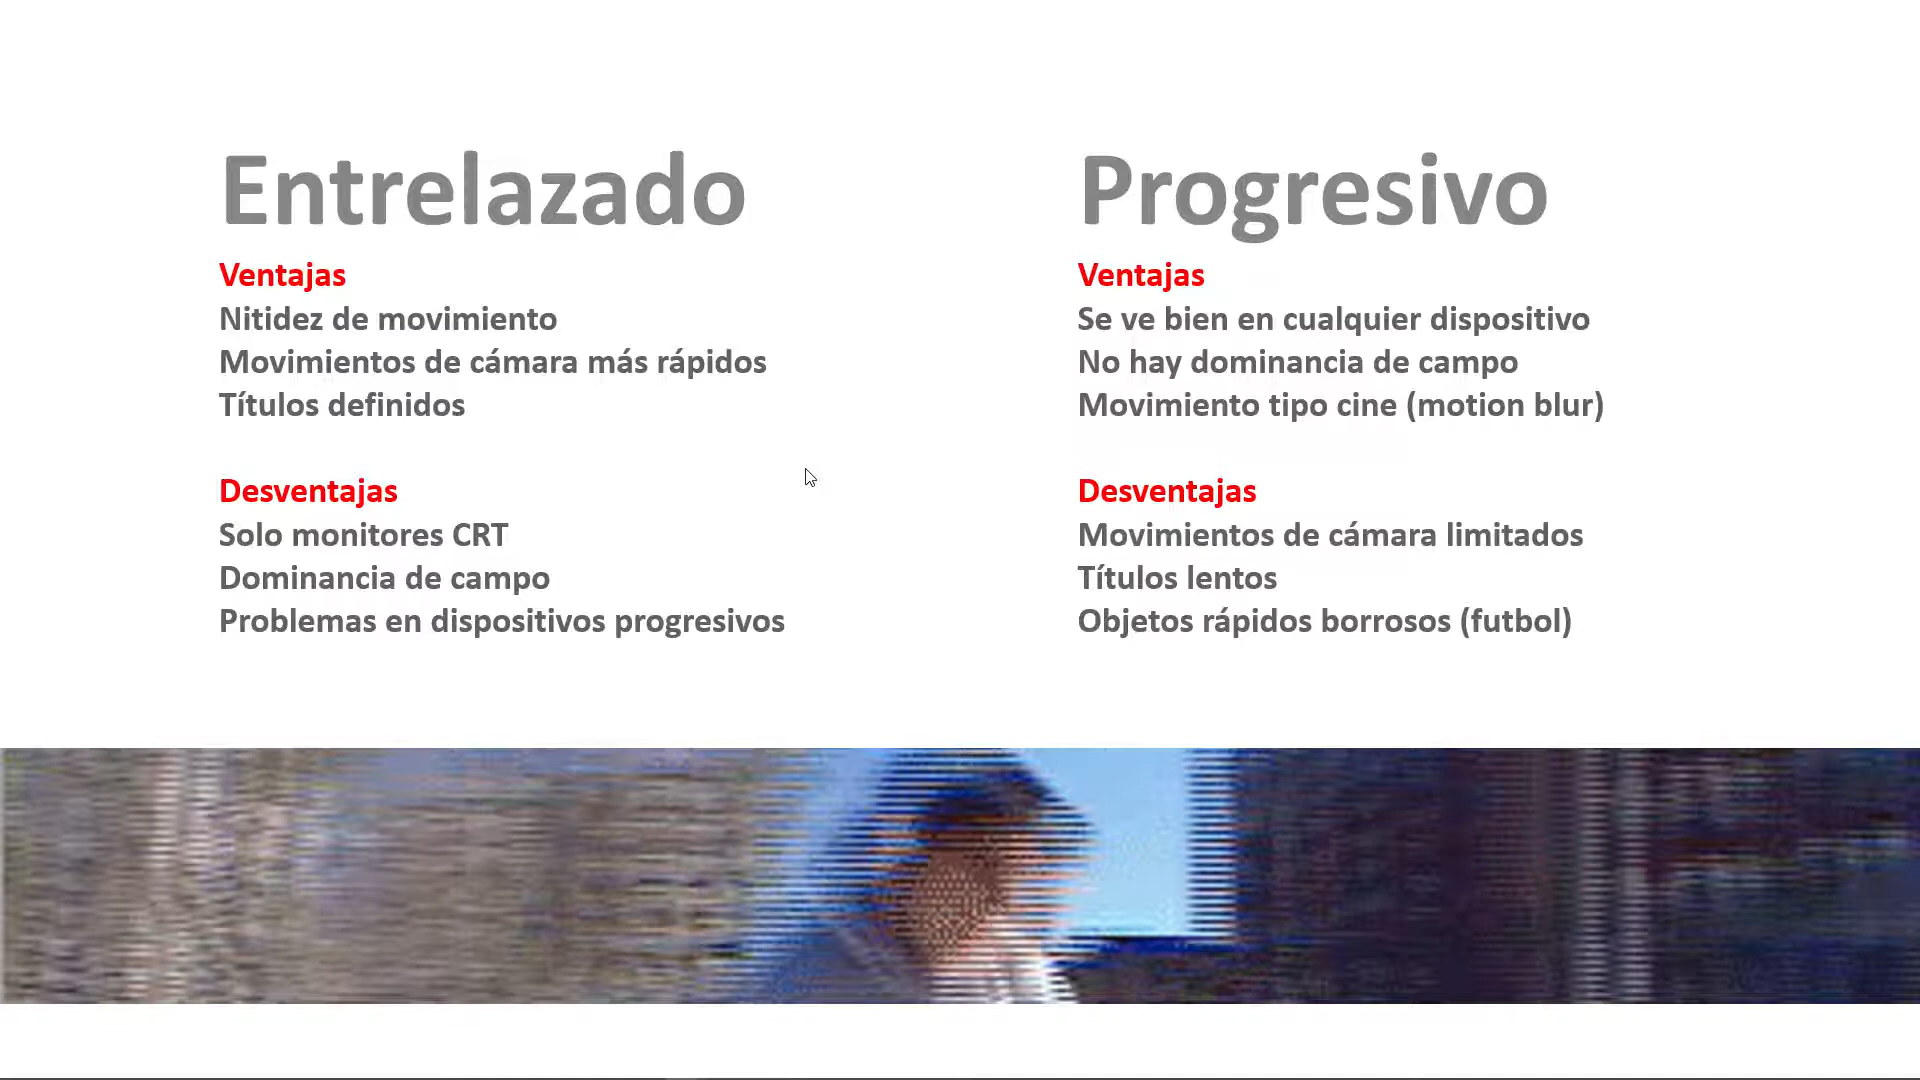 Entrelazado
Ventajas
Nitidez de movimiento
Movimientos de cámara más rápidos
Títulos definidos
Desventajas
Solo monitores CRT
Dominancia de campo
Problemas en dispositivos progresivos
Progresivo
Ventajas
Se ve bien en cualquier dispositivo
No hay dominancia de campo
Movimiento tipo cine (motion blur)
Desventajas
Movimientos de cámara limitados
Títulos lentos
Objetos rápidos borrosos (futbol)